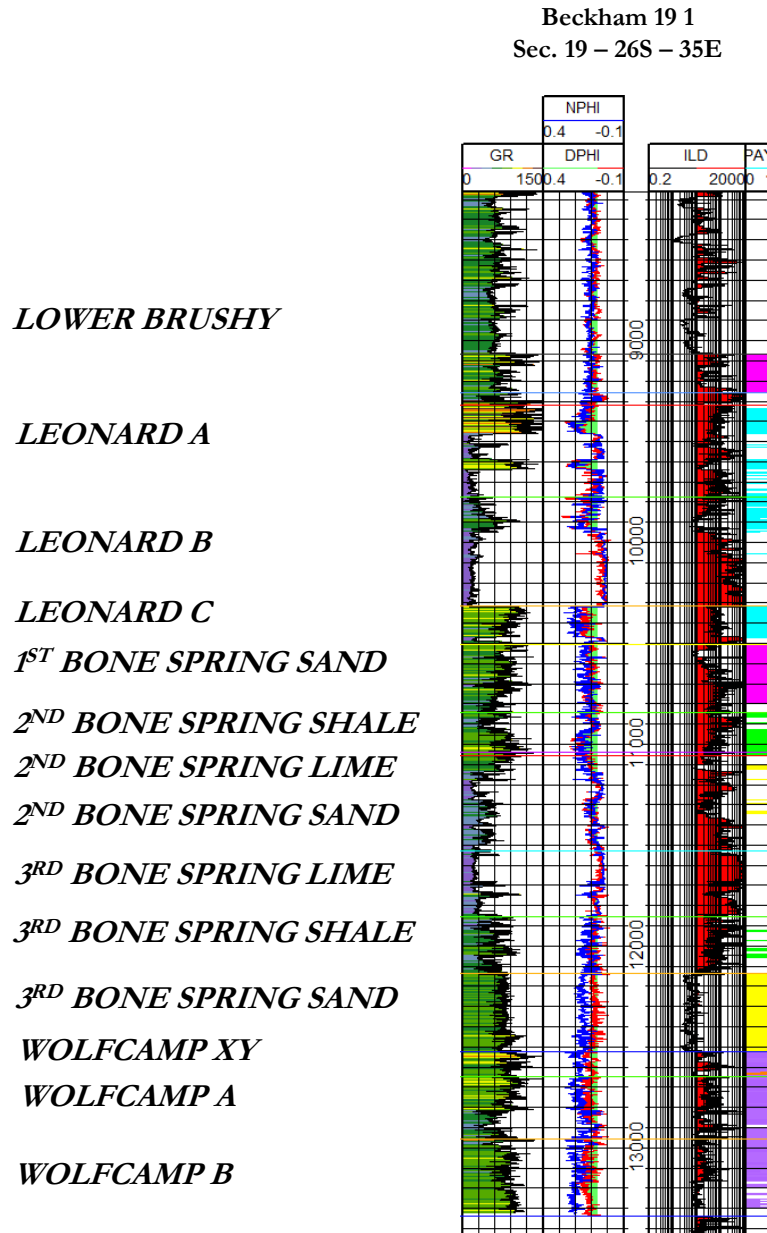 Beckham 19 1
Sec. 19 – 26S – 35E
NPHI
0.4 -0.1
GR DPHI ILD PAY
0 150 0.4 -0.1 0.2 2000 0 1
LOWER BRUSHY
9000
LEONARD A
LEONARD B
10000
LEONARD C
1ST BONE SPRING SAND
2ND BONE SPRING SHALE
11000
2ND BONE SPRING LIME
2ND BONE SPRING SAND
3RD BONE SPRING LIME
3RD BONE SPRING SHALE
12000
3RD BONE SPRING SAND
WOLFCAMP XY
WOLFCAMP A
13000
WOLFCAMP B